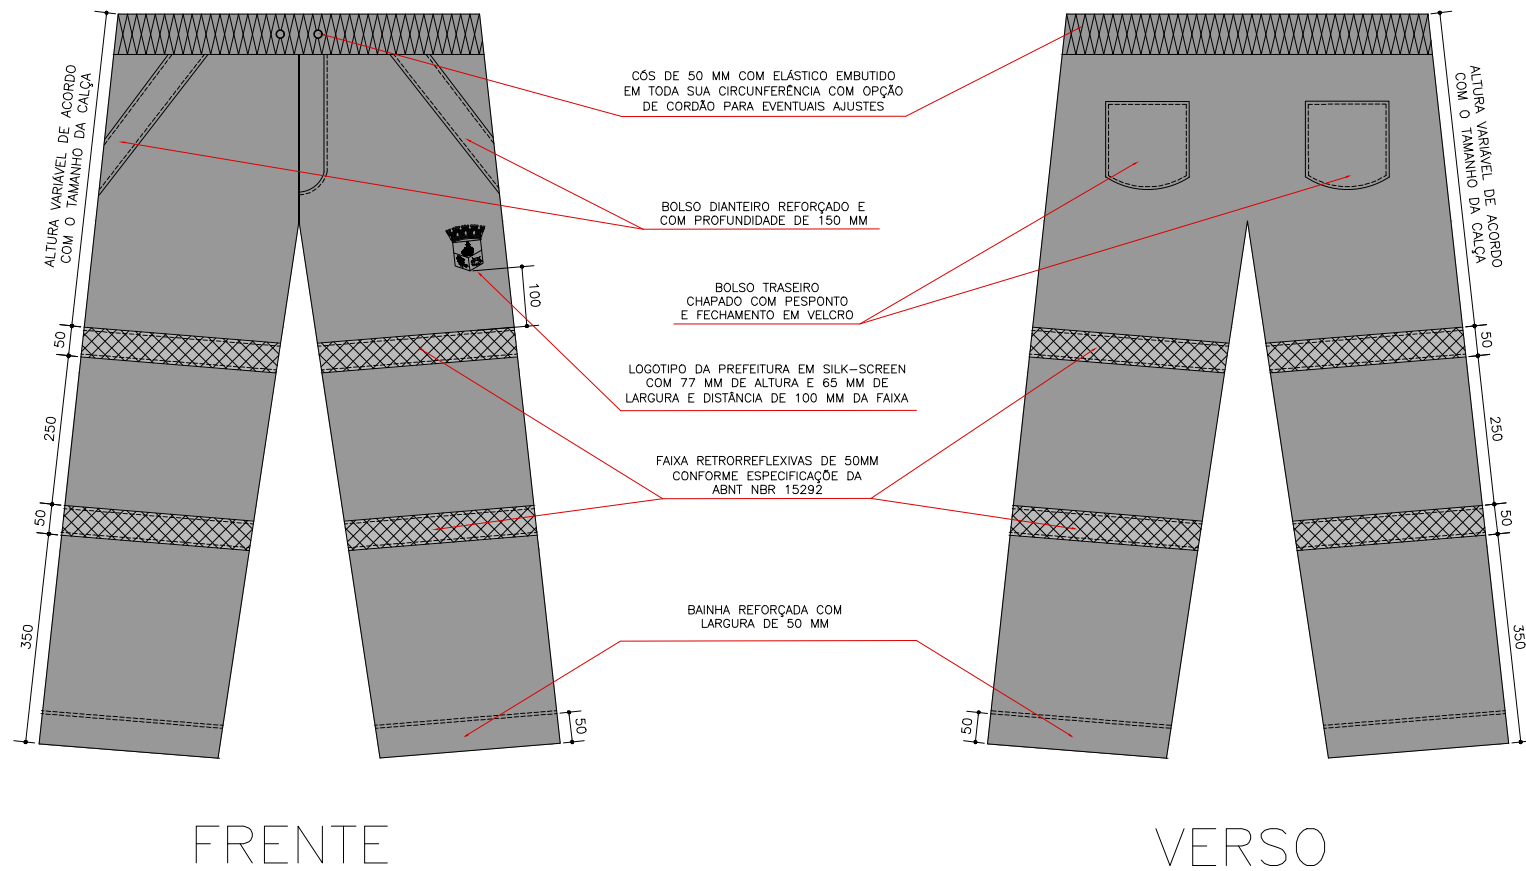 CÓS DE 50 MM COM ELÁSTICO EMBUTIDO
EM TODA SUA CIRCUNFERÊNCIA COM OPÇÃO
DE CORDÃO PARA EVENTUAIS AJUSTES
BOLSO DIANTEIRO REFORÇADO E
COM PROFUNDIDADE DE 150 MM
BOLSO TRASEIRO
CHAPADO COM PESPONTO
E FECHAMENTO EM VELCRO
LOGOTIPO DA PREFEITURA EM SILK-SCREEN
COM 77 MM DE ALTURA E 65 MM DE
LARGURA E DISTÂNCIA DE 100 MM DA FAIXA
FAIXA RETRORREFLEXIVAS DE 50MM
CONFORME ESPECIFICAÇÕE DA
ABNT NBR 15292
BAINHA REFORÇADA COM
LARGURA DE 50 MM
ALTURA VARIÁVEL DE ACORDO
COM O TAMANHO DA CALÇA
50
250
50
350
100
50
ALTURA VARIÁVEL DE ACORDO
COM O TAMANHO DA CALÇA
50
250
50
350
50
FRENTE
VERSO